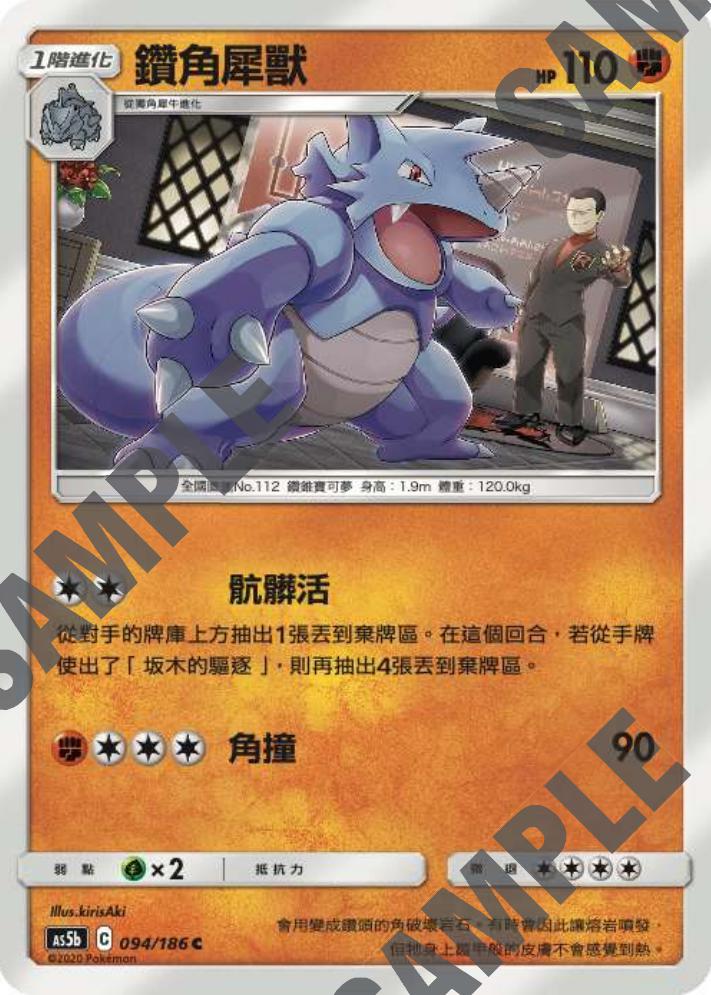 1階進化
鑽角犀獸
HP 110
從獨角犀牛進化
全國圖鑑No.112 鑽錐寶可夢 身高：1.9m 體重：120.0kg
骯髒活
從對手的牌庫上方抽出1張丟到棄牌區。在這個回合，若從手牌
使出了「坂木的驅逐」，則再抽出4張丟到棄牌區。
角撞 90
弱點 ×2 抵抗力 撤退
Illus.kirisAki
會用變成鑽頭的角破壞岩石。有時會因此讓熔岩噴發，
但牠身上鎧甲般的皮膚不會感覺到熱。
AS5b C 094/186 C
©2020 Pokémon
SAMPLE
SAMPLE
SAMPLE